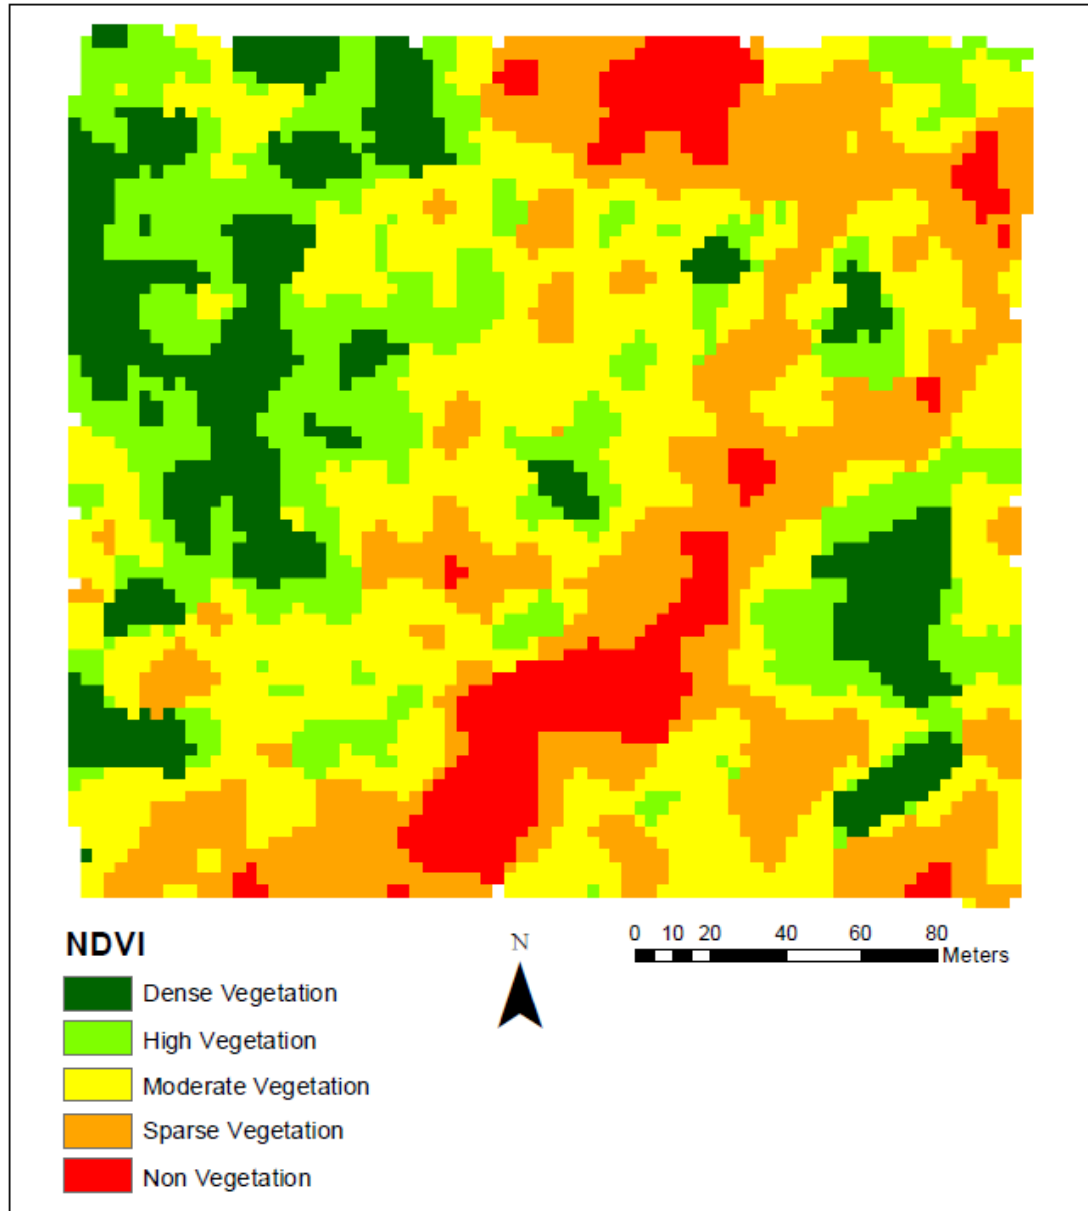 NDVI
Dense Vegetation
High Vegetation
Moderate Vegetation
Sparse Vegetation
Non Vegetation
N
0 10 20 40 60 80
Meters